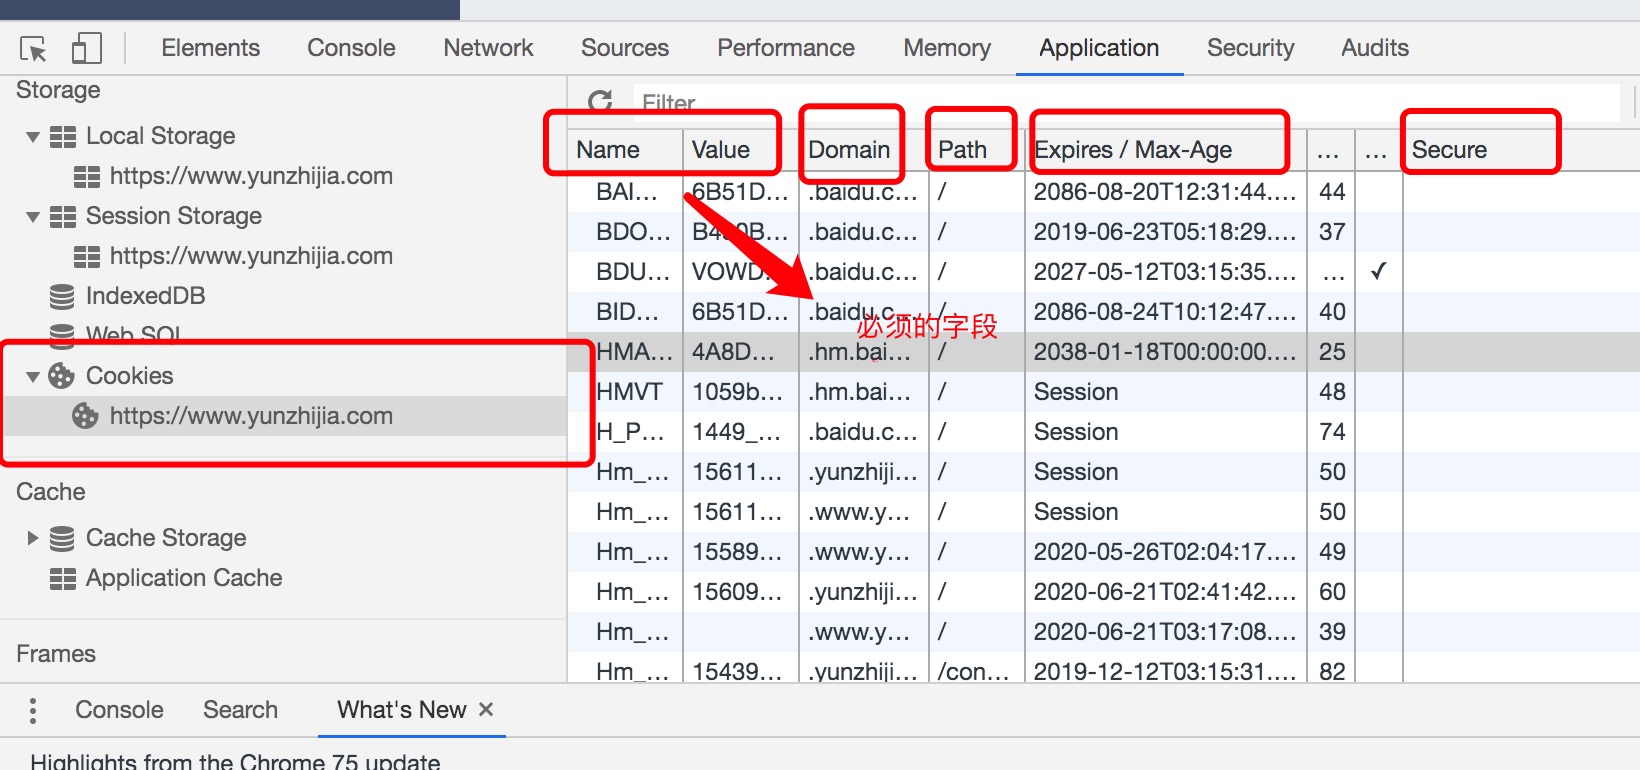 Elements Console Network Sources Performance Memory Application Security Audits
Storage
Filter
Local Storage
https://www.yunzhijia.com
Session Storage
https://www.yunzhijia.com
IndexedDB
Web SQL
Cookies
https://www.yunzhijia.com
Cache
Cache Storage
Application Cache
Frames
Name Value Domain Path Expires / Max-Age ... ... Secure
BAI... 6B51D... .baidu.c... / 2086-08-20T12:31:44.... 44
BDO... B490B... .baidu.c... / 2019-06-23T05:18:29.... 37
BDU... VOWD... .baidu.c... / 2027-05-12T03:15:35.... ... ✓
BID... 6B51D... .baidu.c... / 2086-08-24T10:12:47.... 40
必须的字段
HMA... 4A8D... .hm.bai... / 2038-01-18T00:00:00.... 25
HMVT 1059b... .hm.bai... / Session 48
H_P... 1449_... .baidu.c... / Session 74
Hm_... 15611... .yunzhiji... / Session 50
Hm_... 15611... .www.y... / Session 50
Hm_... 15589... .www.y... / 2020-05-26T02:04:17.... 49
Hm_... 15609... .yunzhiji... / 2020-06-21T02:41:42.... 60
Hm_... .www.y... / 2020-06-21T03:17:08.... 39
Hm_... 15439... .yunzhiji... /con... 2019-12-12T03:15:31.... 82
Console Search What's New ×
Highlights from the Chrome 75 update